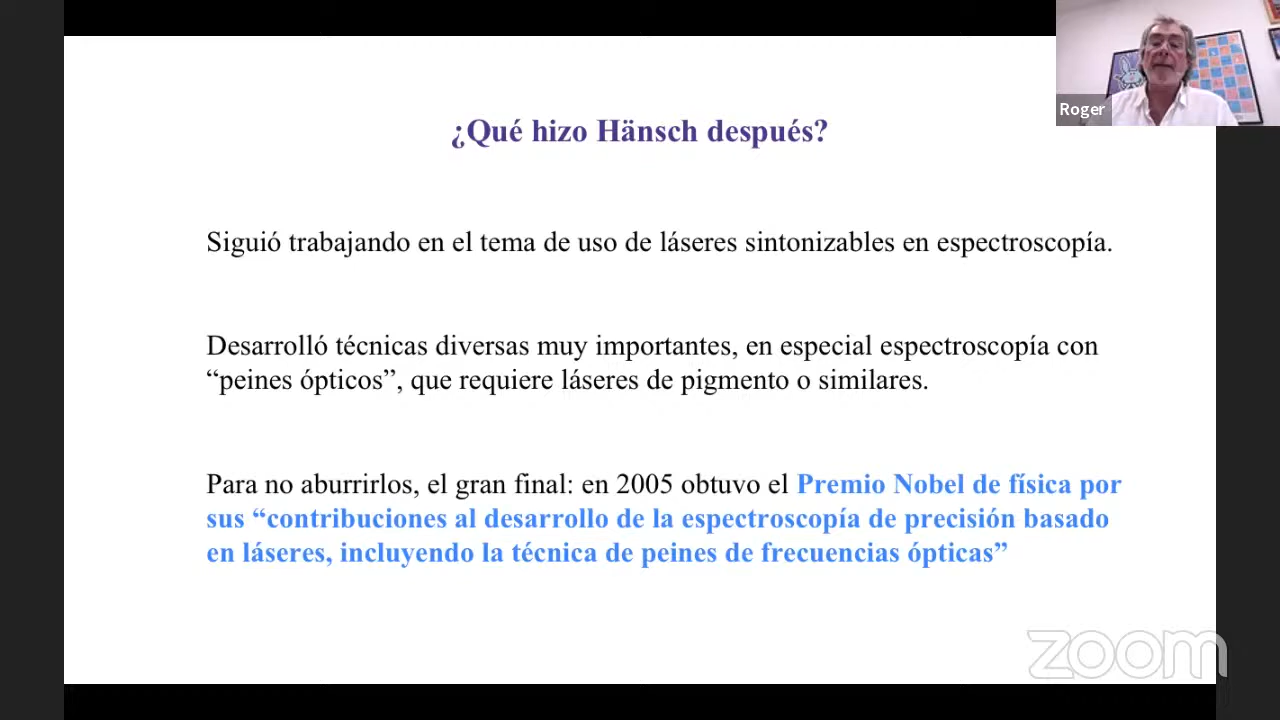 ¿Qué hizo Hänsch después?
Roger
Siguió trabajando en el tema de uso de láseres sintonizables en espectroscopía.
Desarrolló técnicas diversas muy importantes, en especial espectroscopía con
“peines ópticos”, que requiere láseres de pigmento o similares.
Para no aburrirlos, el gran final: en 2005 obtuvo el Premio Nobel de física por
sus “contribuciones al desarrollo de la espectroscopía de precisión basado
en láseres, incluyendo la técnica de peines de frecuencias ópticas”
zoom